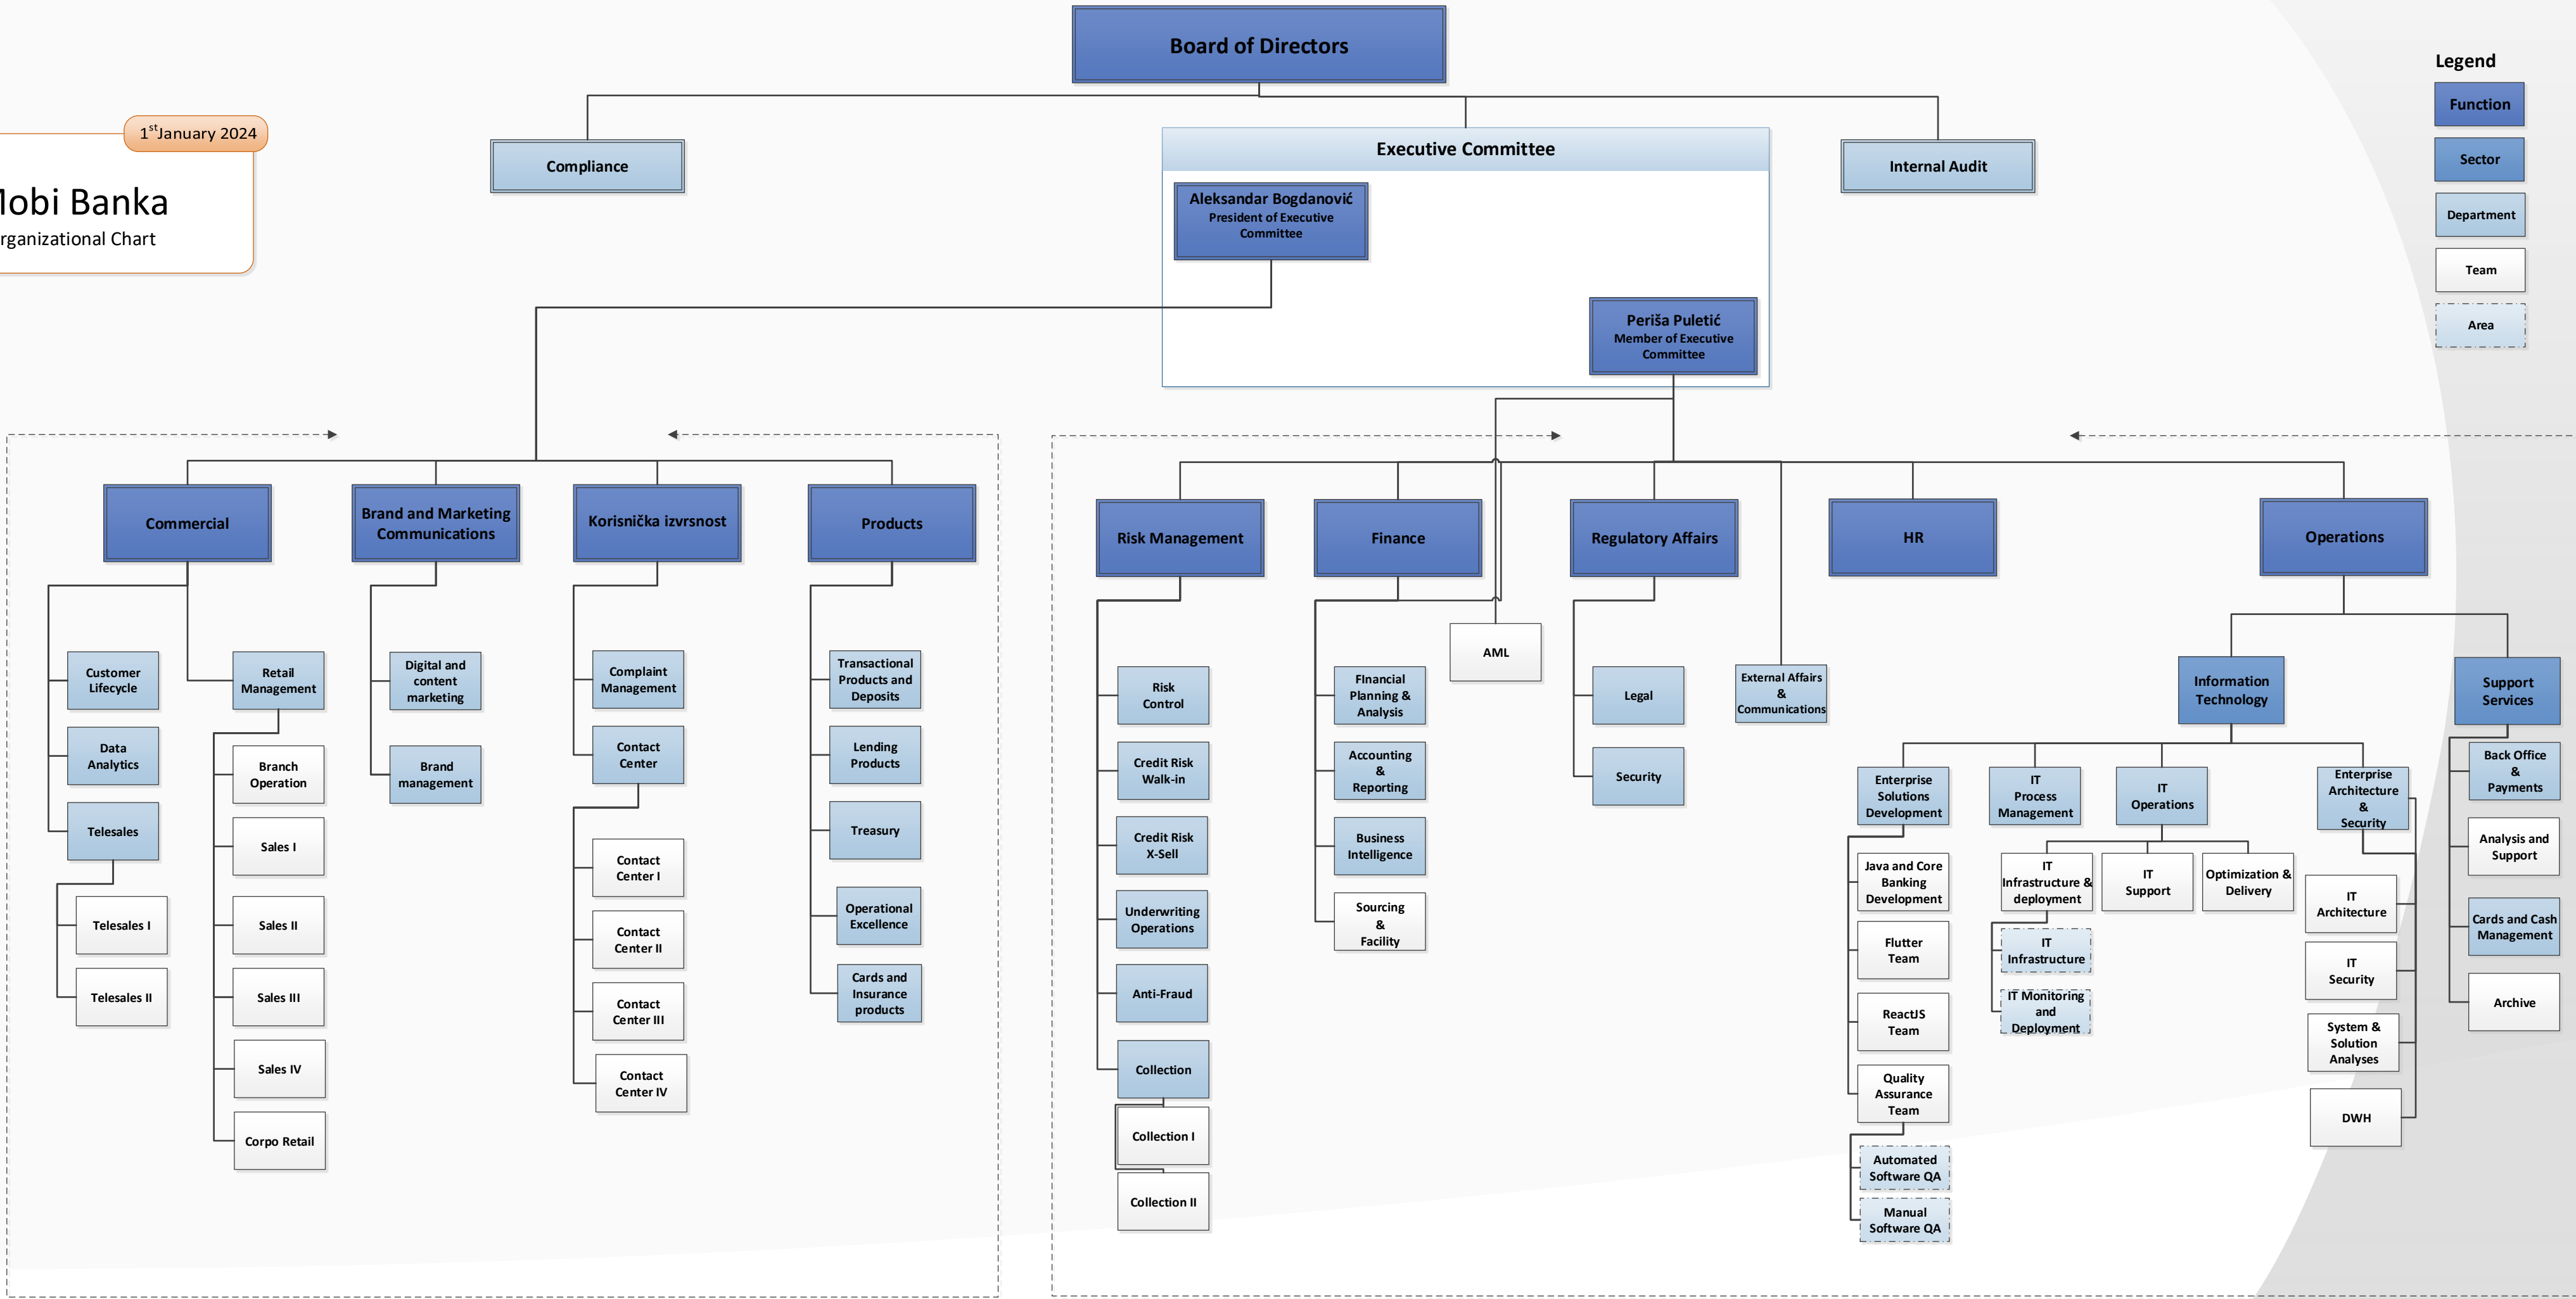 Board of Directors
Legend
Function
Sector
Department
Team
Area
1stJanuary 2024
lobi Banka
rganizational Chart
Compliance
Executive Committee
Internal Audit
Aleksandar Bogdanović
President of Executive
Committee
Periša Puletić
Member of Executive
Committee
Commercial
Brand and Marketing
Communications
Korisnička izvrsnost
Products
Risk Management
Finance
Regulatory Affairs
HR
Operations
Customer
Lifecycle
Data
Analytics
Telesales
Telesales I
Telesales II
Retail
Management
Branch
Operation
Sales I
Sales II
Sales III
Sales IV
Corpo Retail
Digital and
content
marketing
Brand
management
Complaint
Management
Contact
Center
Contact
Center I
Contact
Center II
Contact
Center III
Contact
Center IV
Transactional
Products and
Deposits
Lending
Products
Treasury
Operational
Excellence
Cards and
Insurance
products
Risk
Control
Credit Risk
Walk-in
Credit Risk
X-Sell
Underwriting
Operations
Anti-Fraud
Collection
Collection I
Collection II
FInancial
Planning &
Analysis
Accounting
&
Reporting
Business
Intelligence
Sourcing
&
Facility
AML
Legal
Security
External Affairs
&
Communications
Information
Technology
Support
Services
Enterprise
Solutions
Development
Java and Core
Banking
Development
Flutter
Team
ReactJS
Team
Quality
Assurance
Team
Automated
Software QA
Manual
Software QA
IT
Process
Management
IT
Operations
IT
Infrastructure &
deployment
IT
Infrastructure
IT Monitoring
and
Deployment
IT
Support
Optimization &
Delivery
Enterprise
Architecture
&
Security
IT
Architecture
IT
Security
System &
Solution
Analyses
DWH
Back Office
&
Payments
Analysis and
Support
Cards and Cash
Management
Archive